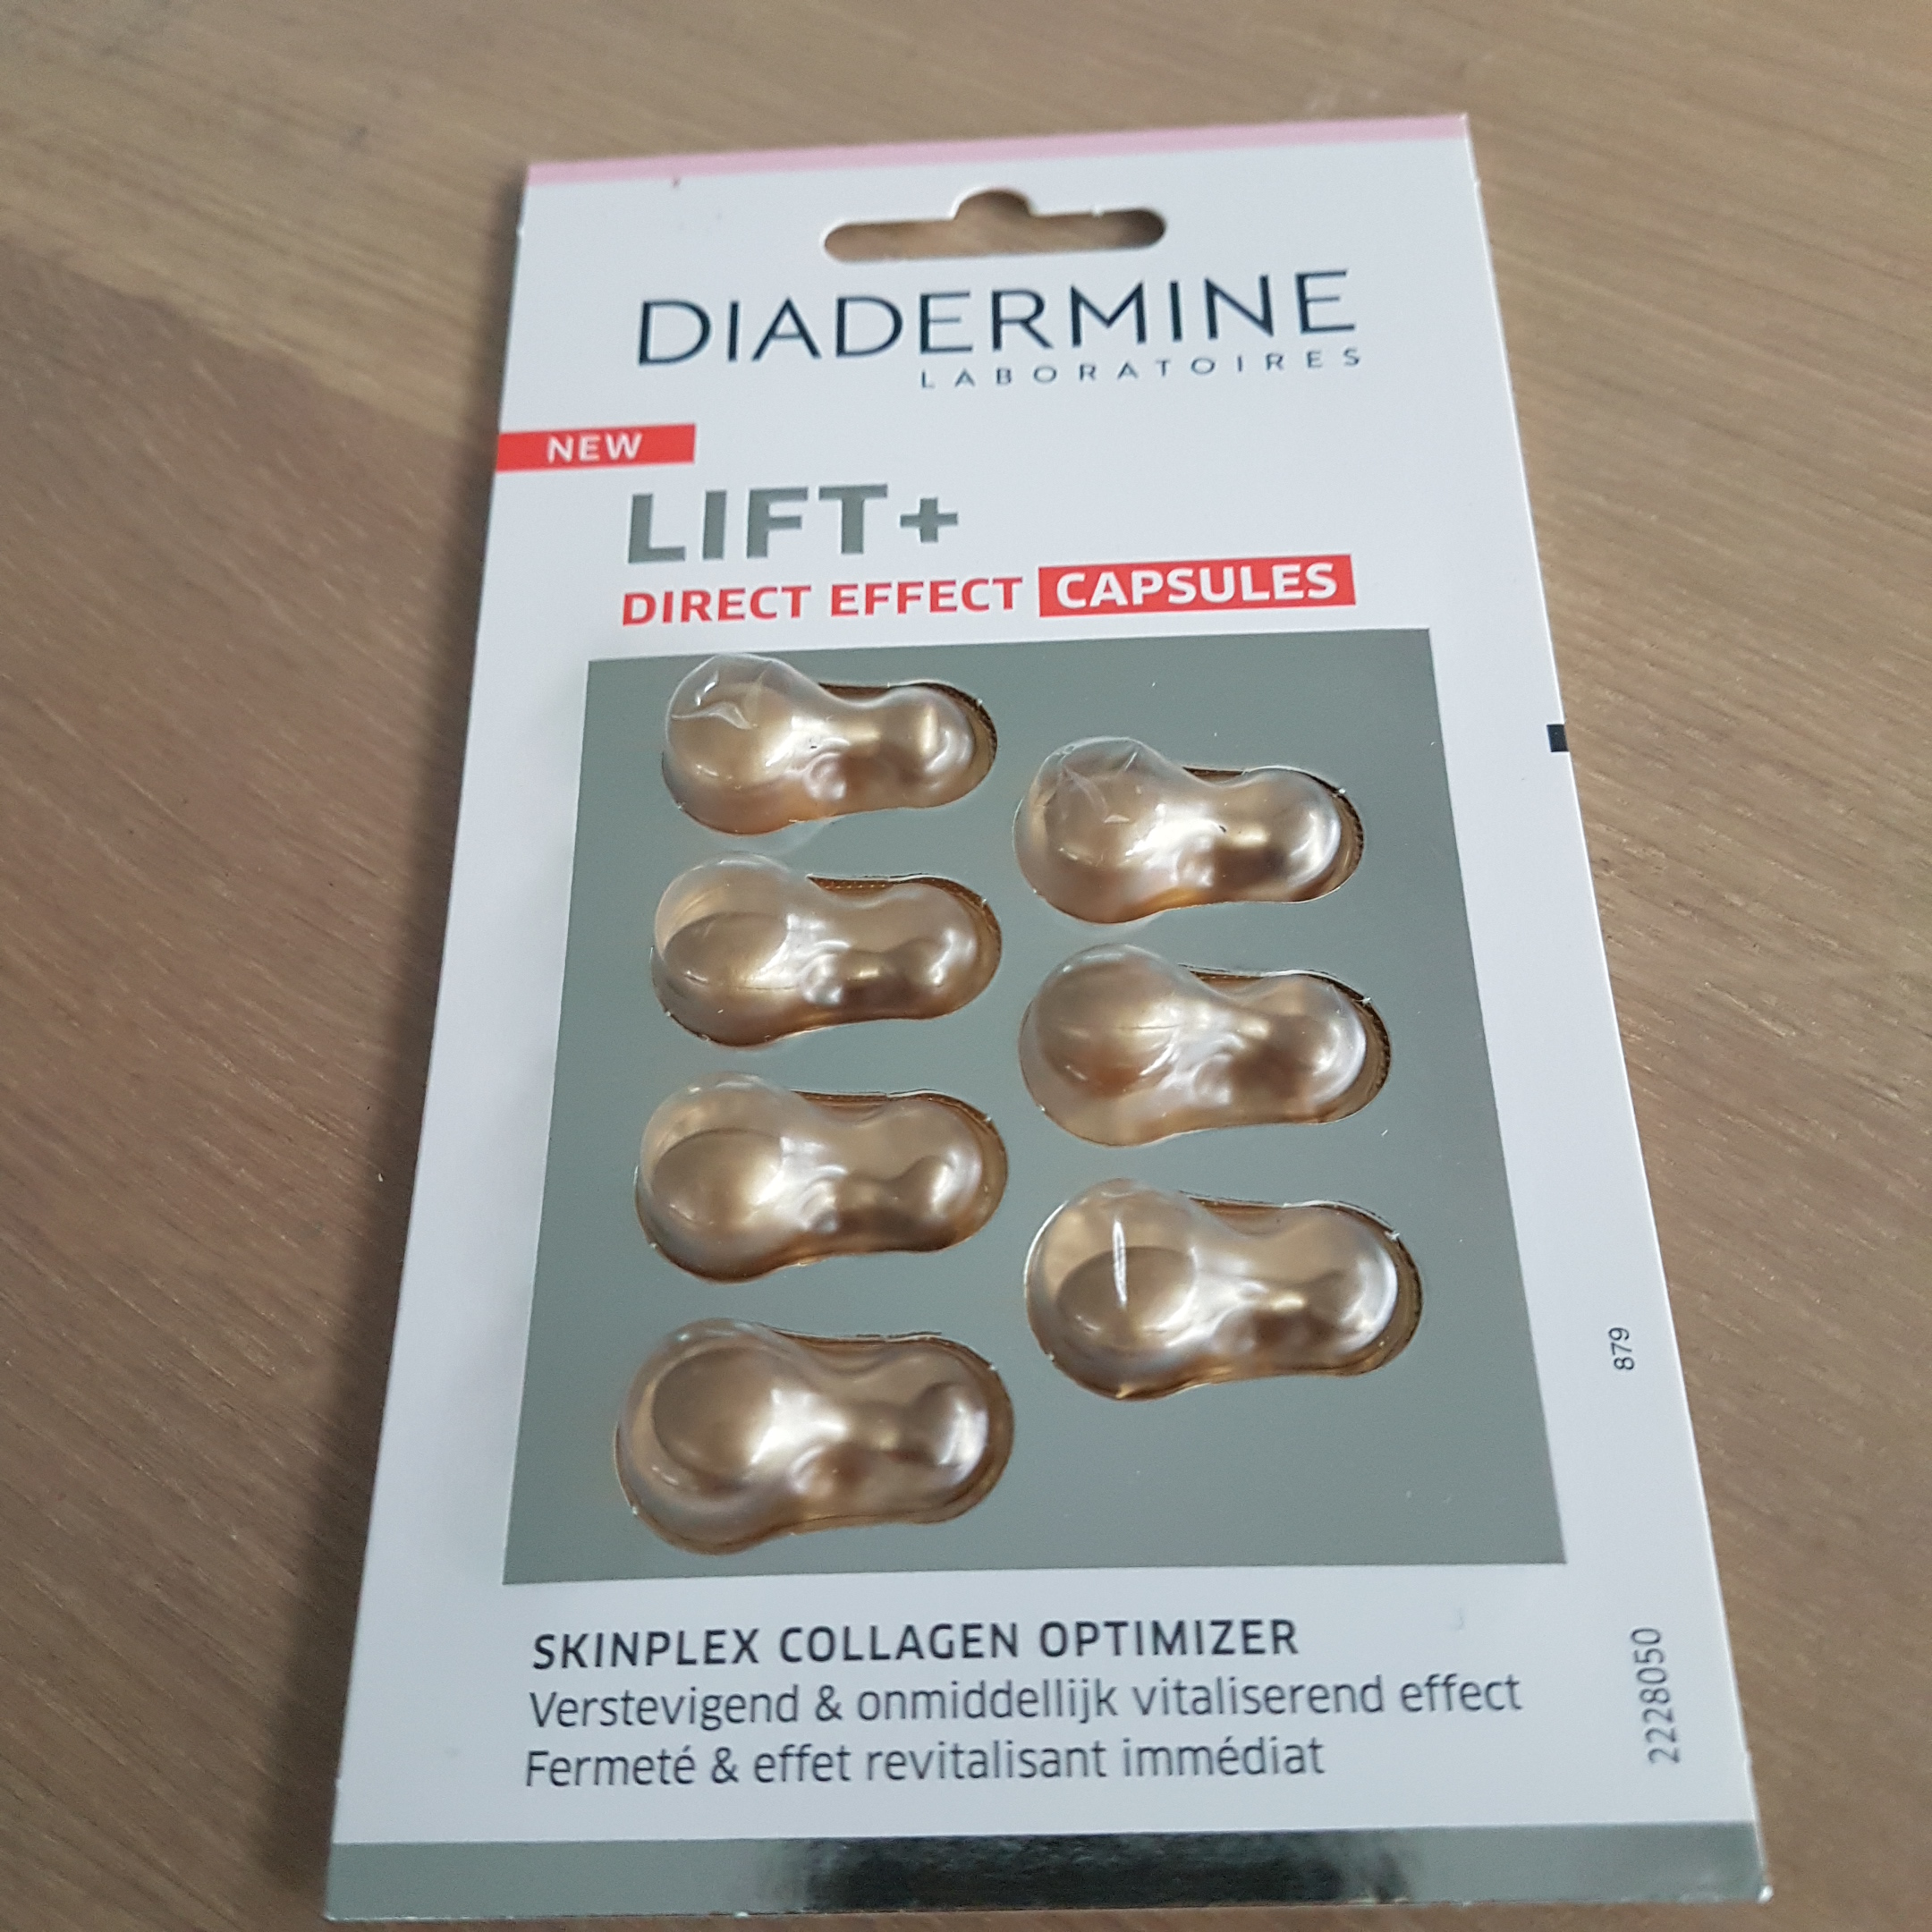 DIADERMINE
LABORATOIRES
NEW
LIFT+
DIRECT EFFECT CAPSULES
SKINPLEX COLLAGEN OPTIMIZER
Verstevigend & onmiddellijk vitaliserend effect
Fermeté & effet revitalisant immédiat
879
2228050